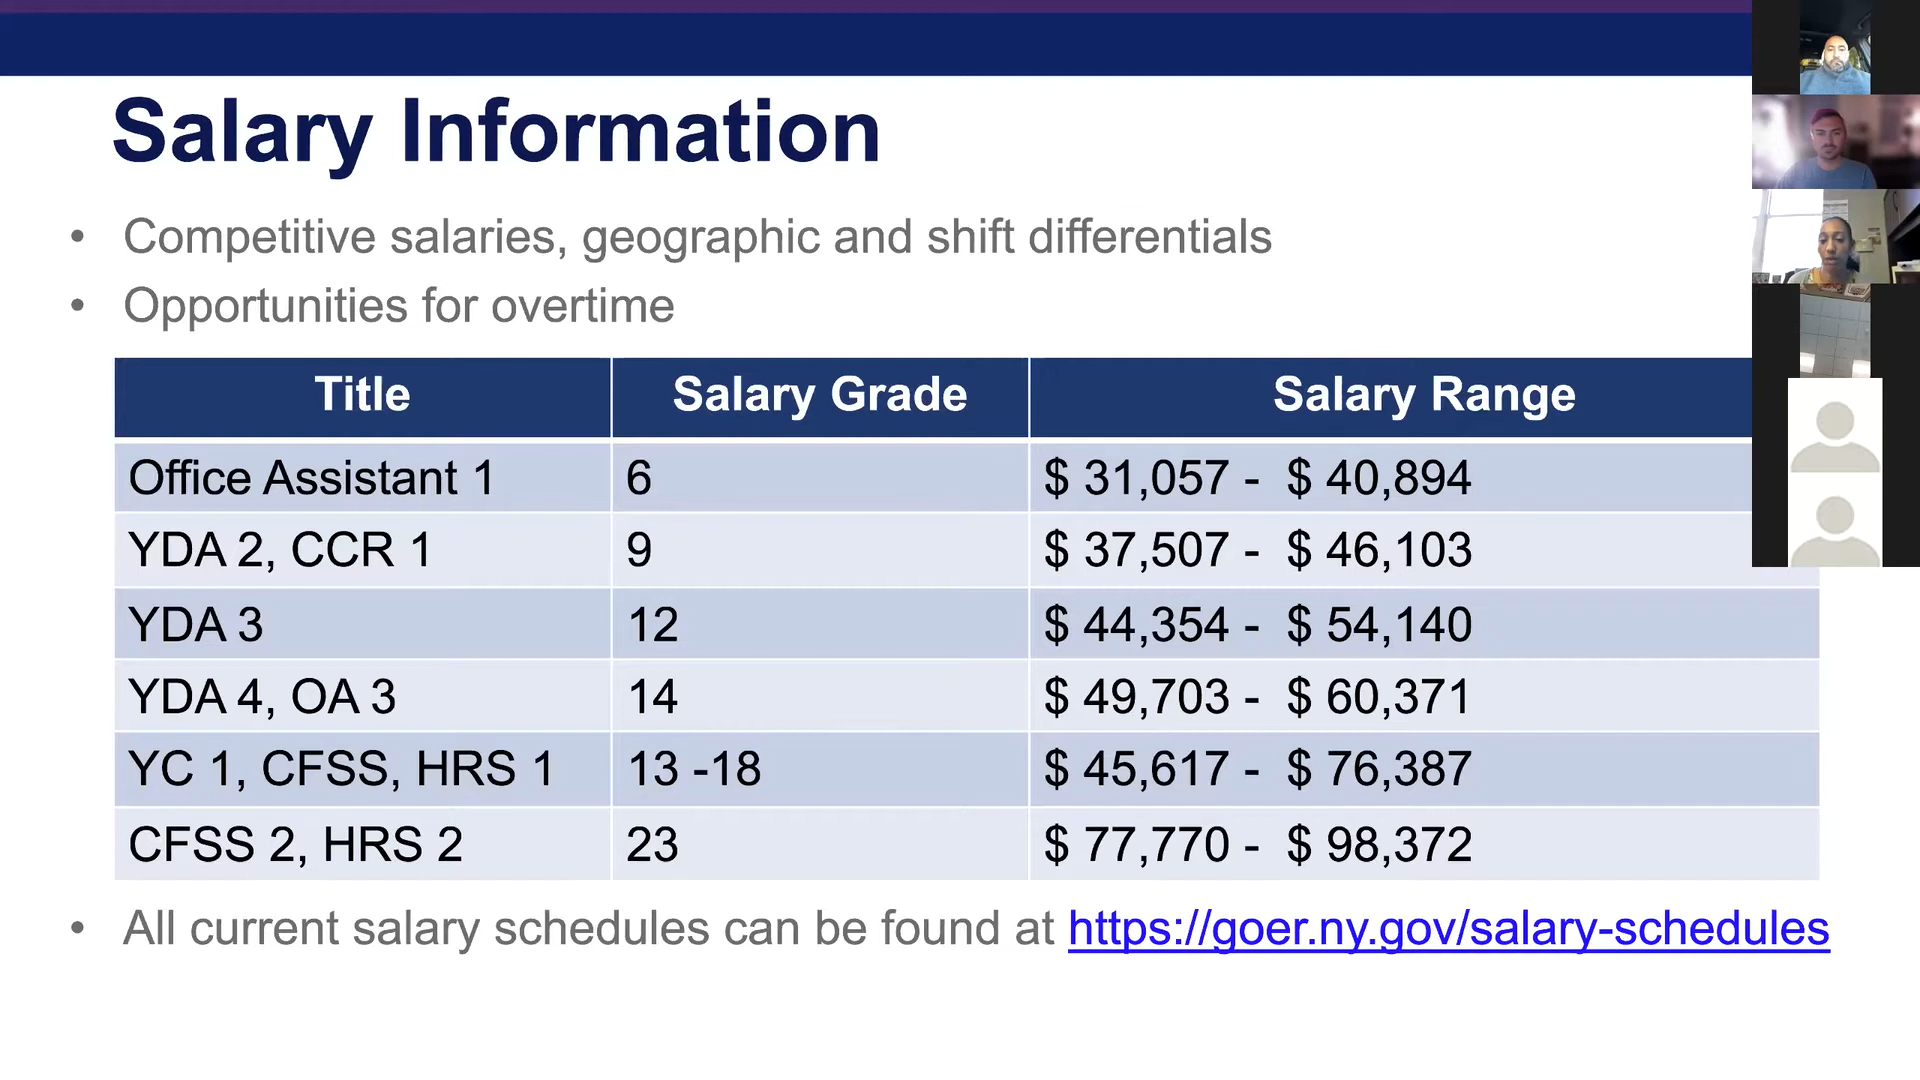 Salary Information
• Competitive salaries, geographic and shift differentials
• Opportunities for overtime
Title Salary Grade Salary Range
Office Assistant 1 6 $ 31,057 - $ 40,894
YDA 2, CCR 1 9 $ 37,507 - $ 46,103
YDA 3 12 $ 44,354 - $ 54,140
YDA 4, OA 3 14 $ 49,703 - $ 60,371
YC 1, CFSS, HRS 1 13 -18 $ 45,617 - $ 76,387
CFSS 2, HRS 2 23 $ 77,770 - $ 98,372
• All current salary schedules can be found at https://goer.ny.gov/salary-schedules